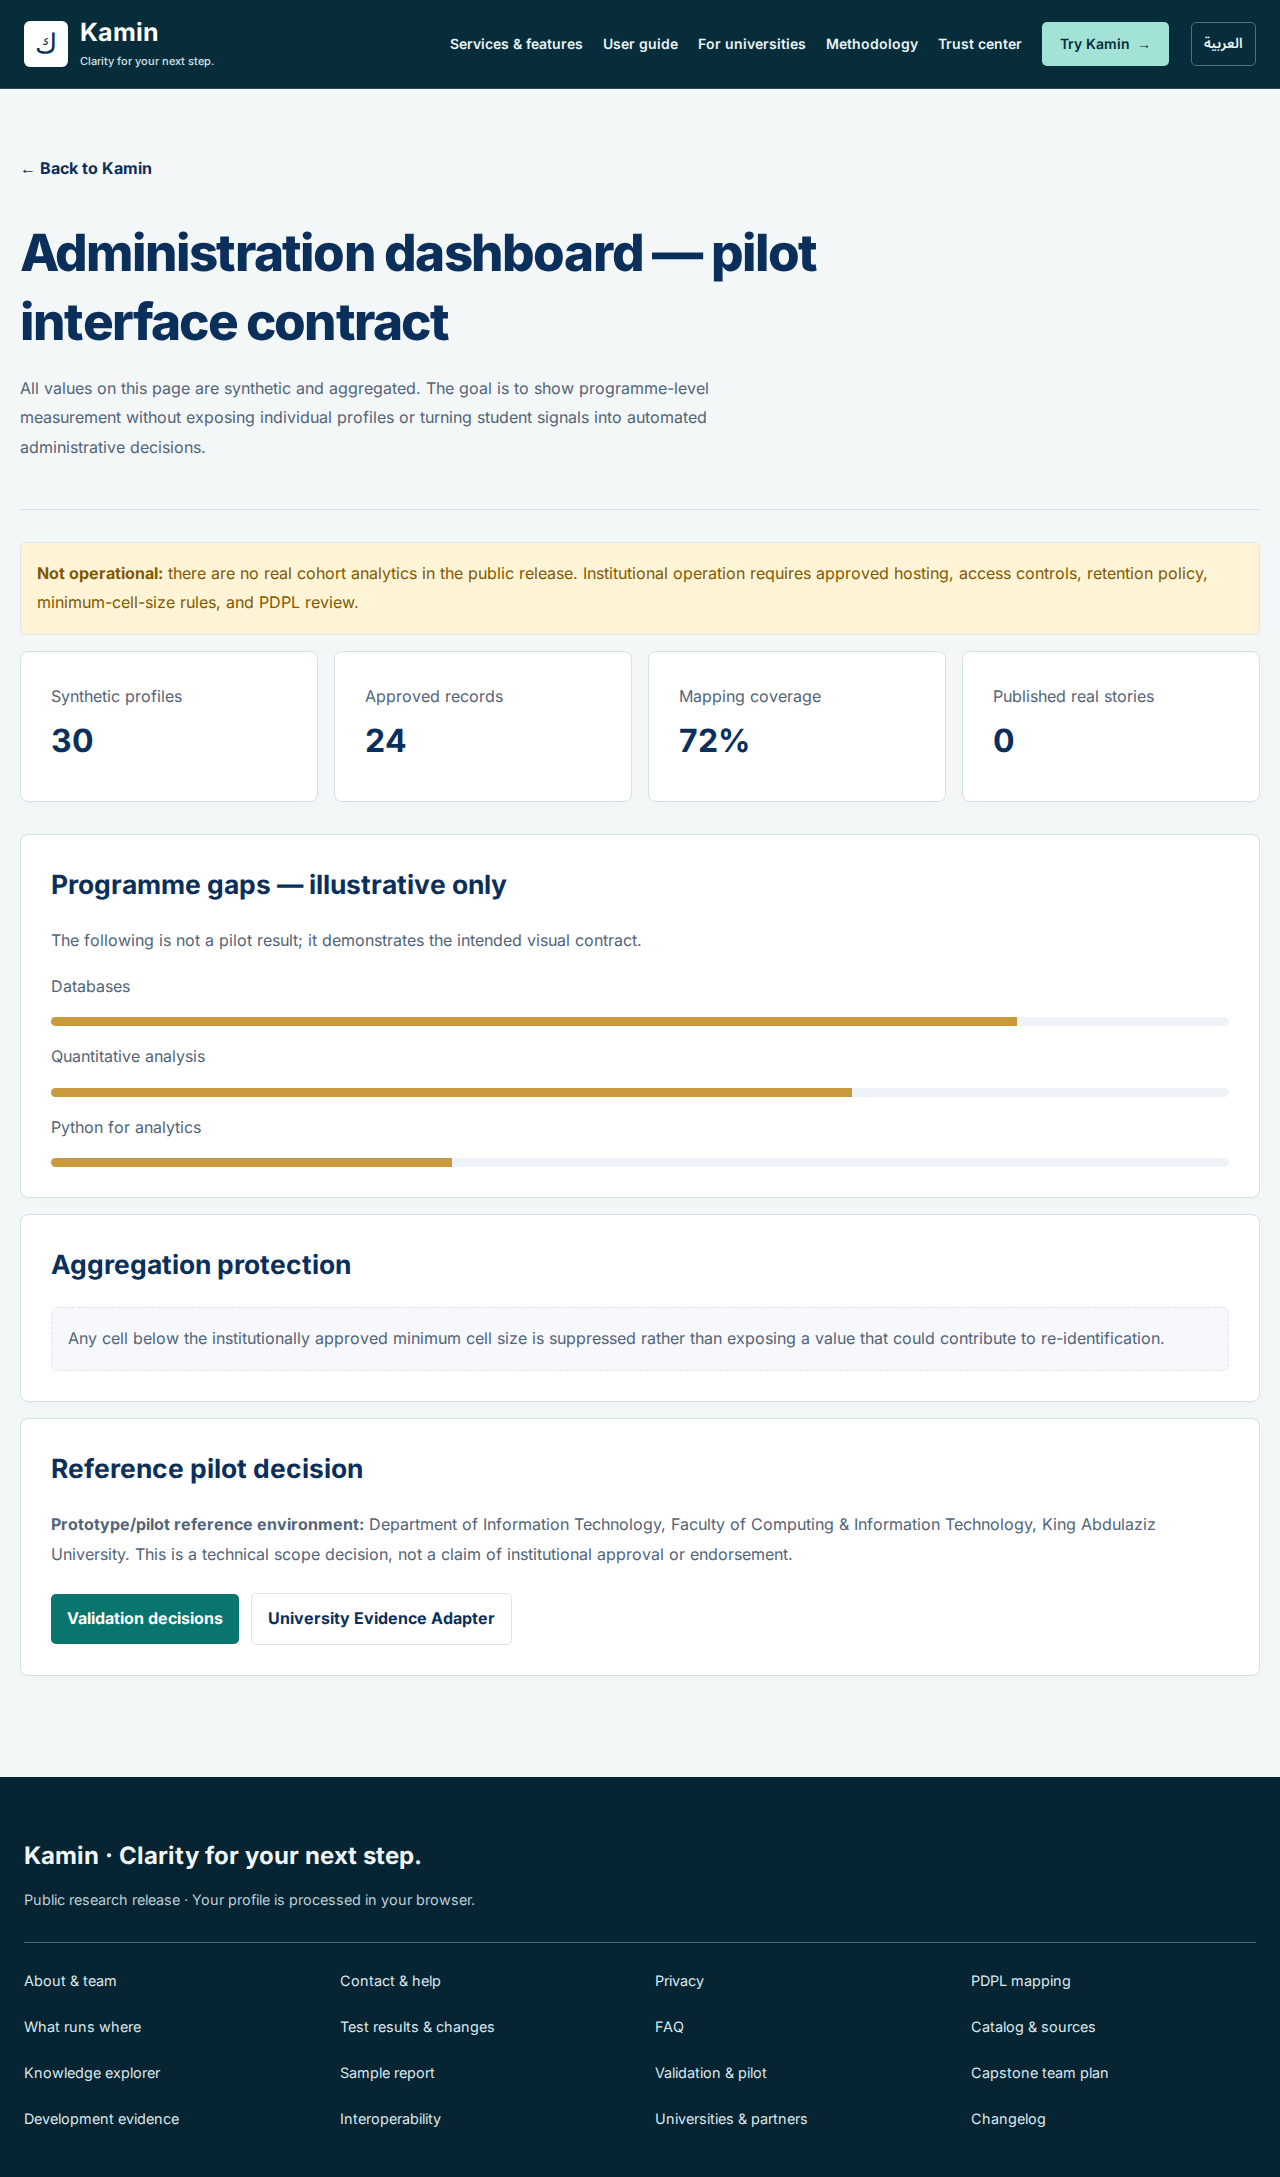 ك
Kamin
Clarity for your next step.
Services & features
User guide
For universities
Methodology
Trust center
Try Kamin →
العربية
← Back to Kamin
Administration dashboard — pilot
interface contract
All values on this page are synthetic and aggregated. The goal is to show programme-level
measurement without exposing individual profiles or turning student signals into automated
administrative decisions.
Not operational: there are no real cohort analytics in the public release. Institutional operation requires approved hosting, access controls, retention policy,
minimum-cell-size rules, and PDPL review.
Synthetic profiles
30
Approved records
24
Mapping coverage
72%
Published real stories
0
Programme gaps — illustrative only
The following is not a pilot result; it demonstrates the intended visual contract.
Databases
Quantitative analysis
Python for analytics
Aggregation protection
Any cell below the institutionally approved minimum cell size is suppressed rather than exposing a value that could contribute to re-identification.
Reference pilot decision
Prototype/pilot reference environment: Department of Information Technology, Faculty of Computing & Information Technology, King Abdulaziz
University. This is a technical scope decision, not a claim of institutional approval or endorsement.
Validation decisions
University Evidence Adapter
Kamin · Clarity for your next step.
Public research release · Your profile is processed in your browser.
About & team
Contact & help
Privacy
PDPL mapping
What runs where
Test results & changes
FAQ
Catalog & sources
Knowledge explorer
Sample report
Validation & pilot
Capstone team plan
Development evidence
Interoperability
Universities & partners
Changelog